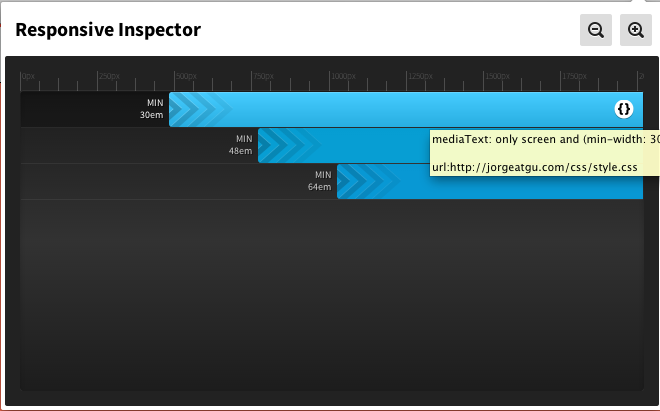 Responsive Inspector
0px 250px 500px 750px 1000px 1250px 1500px 1750px
MIN
30em
{}
mediaText: only screen and (min-width: 30
MIN
48em
url:http://jorgeatgu.com/css/style.css
MIN
64em